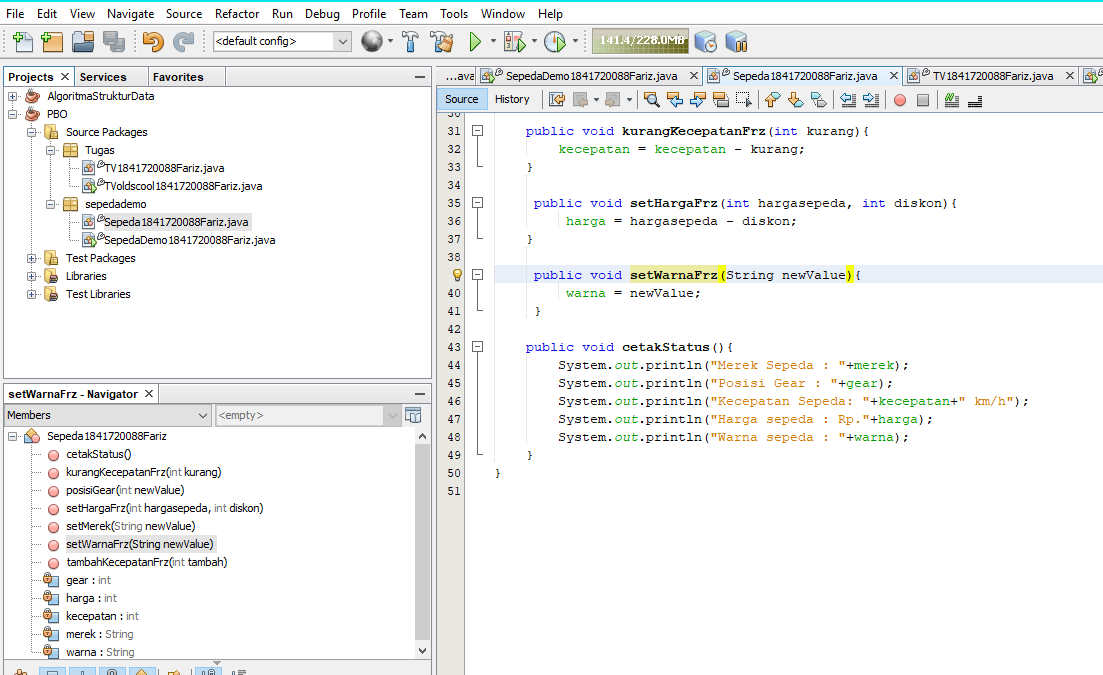 File Edit View Navigate Source Refactor Run Debug Profile Team Tools Window Help
<default config> 141.4/228.0MB
Projects Services Favorites
AlgoritmaStrukturData
PBO
Source Packages
Tugas
TV1841720088Fariz.java
TVoldscool1841720088Fariz.java
sepedademo
Sepeda1841720088Fariz.java
SepedaDemo1841720088Fariz.java
Test Packages
Libraries
Test Libraries
setWarnaFrz - Navigator
Members <empty>
Sepeda1841720088Fariz
cetakStatus()
kurangKecepatanFrz(int kurang)
posisiGear(int newValue)
setHargaFrz(int hargasepeda, int diskon)
setMerek(String newValue)
setWarnaFrz(String newValue)
tambahKecepatanFrz(int tambah)
gear : int
harga : int
kecepatan : int
merek : String
warna : String
...ava SepedaDemo1841720088Fariz.java Sepeda1841720088Fariz.java TV1841720088Fariz.java
Source History
30
31 public void kurangKecepatanFrz(int kurang){
32 kecepatan = kecepatan - kurang;
33 }
34
35 public void setHargaFrz(int hargasepeda, int diskon){
36 harga = hargasepeda - diskon;
37 }
38
public void setWarnaFrz(String newValue){
40 warna = newValue;
41 }
42
43 public void cetakStatus(){
44 System.out.println("Merek Sepeda : "+merek);
45 System.out.println("Posisi Gear : "+gear);
46 System.out.println("Kecepatan Sepeda: "+kecepatan+" km/h");
47 System.out.println("Harga sepeda : Rp."+harga);
48 System.out.println("Warna sepeda : "+warna);
49 }
50 }
51